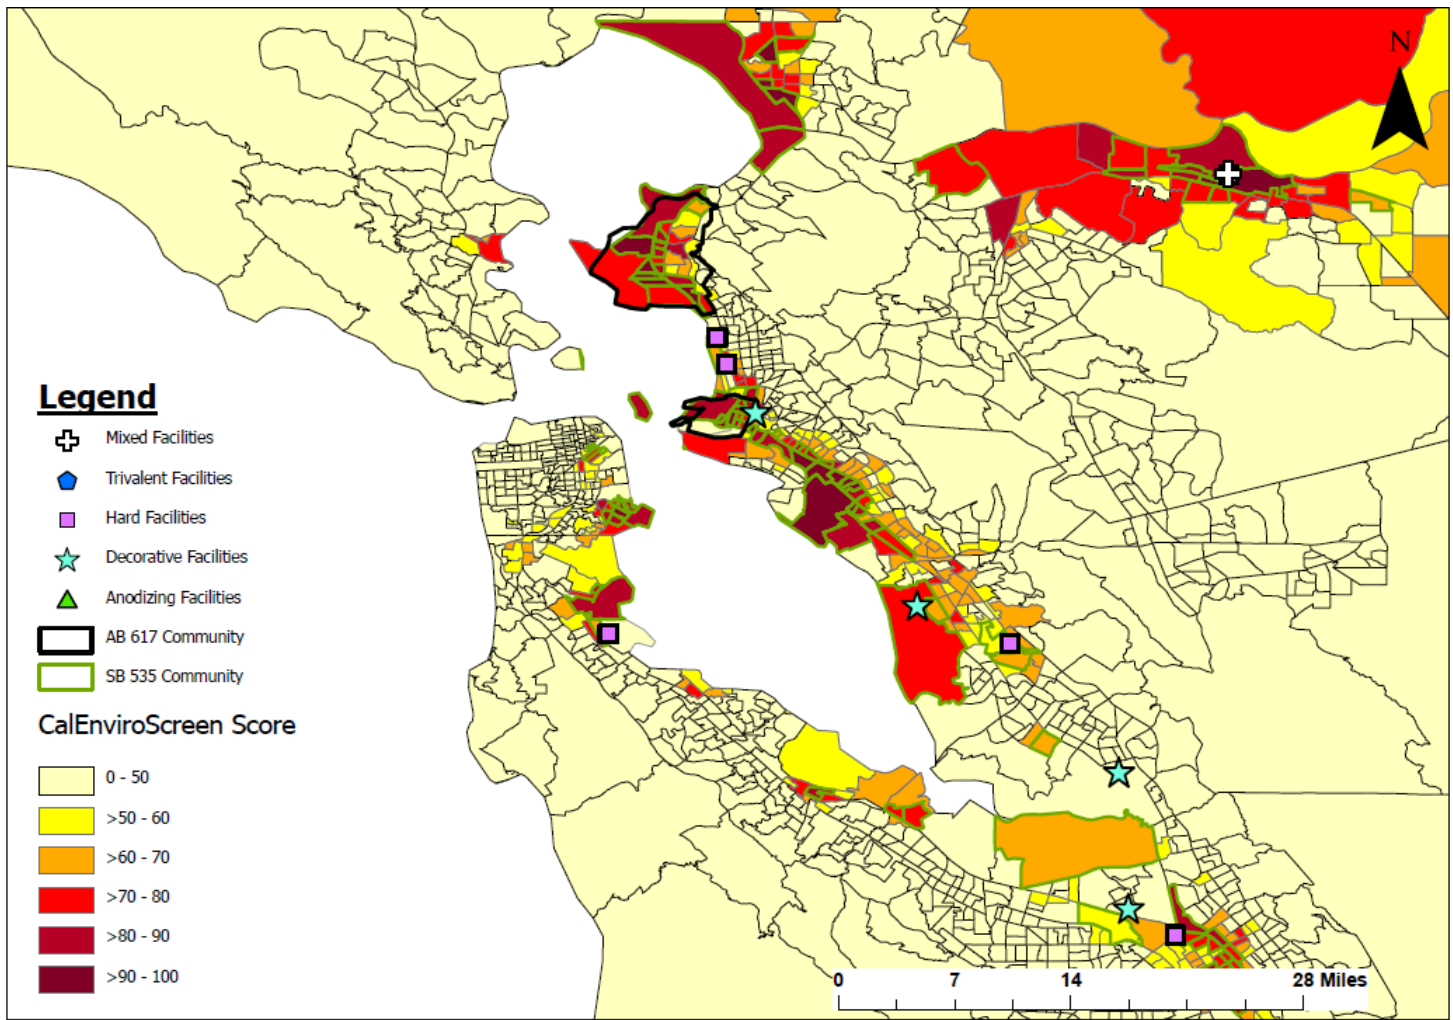 N
Legend
Mixed Facilities
Trivalent Facilities
Hard Facilities
Decorative Facilities
Anodizing Facilities
AB 617 Community
SB 535 Community
CalEnviroScreen Score
0 - 50
>50 - 60
>60 - 70
>70 - 80
>80 - 90
>90 - 100
0 7 14 28 Miles